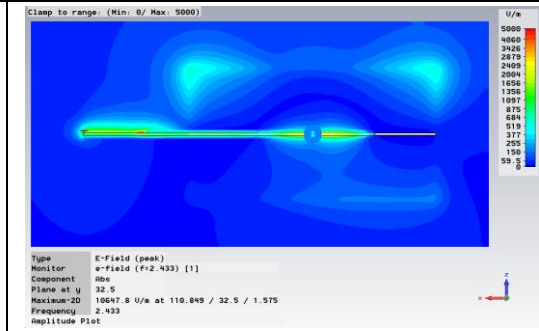 Clamp to range: (Min: 0/ Max: 5000)
V/m
5000
4060
3426
2879
2409
2004
1656
1356
1097
875
684
519
377
255
150
59.5
0
Type E-Field (peak)
Monitor e-field (f=2.433) [1]
Component Abs
Plane at y 32.5
Maximum-2D 10647.8 V/m at 110.849 / 32.5 / 1.575
Frequency 2.433
Amplitude Plot
z
x